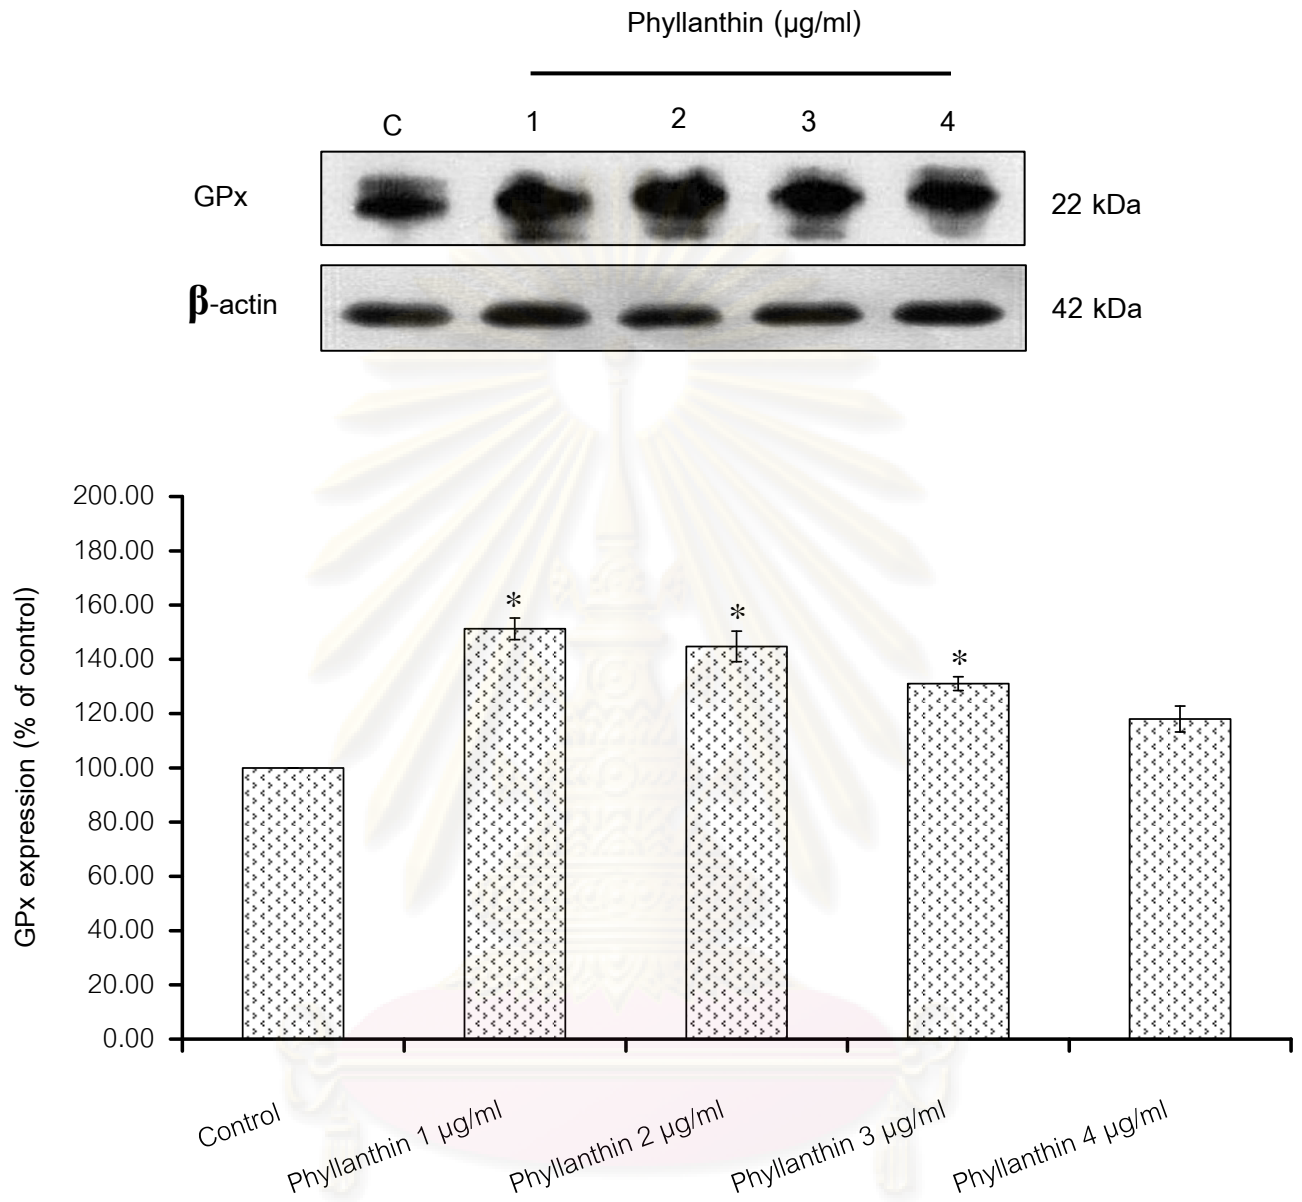 Phyllanthin (µg/ml)
C 1 2 3 4
GPx 22 kDa
β-actin 42 kDa
GPx expression (% of control)
200.00
180.00
160.00
140.00
120.00
100.00
80.00
60.00
40.00
20.00
0.00
* * *
Control Phyllanthin 1 µg/ml Phyllanthin 2 µg/ml Phyllanthin 3 µg/ml Phyllanthin 4 µg/ml